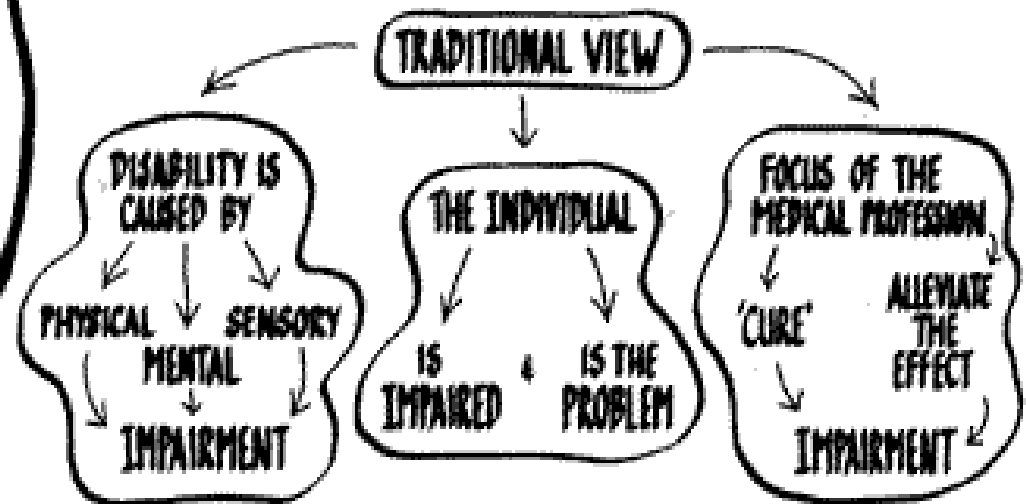 TRADITIONAL VIEW
DISABILITY IS
CAUSED BY
PHYSICAL
SENSORY
MENTAL
IMPAIRMENT
THE INDIVIDUAL
IS
IMPAIRED
&
IS THE
PROBLEM
FOCUS OF THE
MEDICAL PROFESSION
'CURE'
ALLEVIATE
THE
EFFECT
IMPAIRMENT